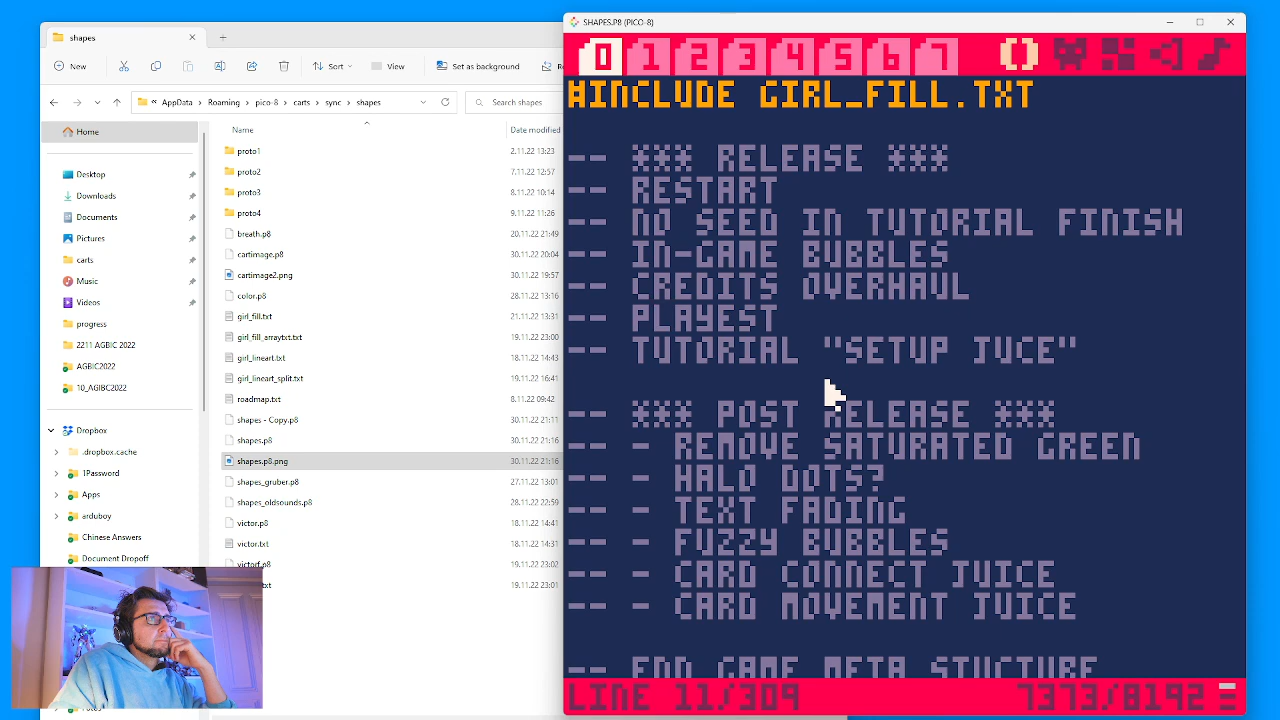 shapes
New
Sort
View
Set as background
AppData
Roaming
pico-8
carts
sync
shapes
Search shapes
Home
Desktop
Downloads
Documents
Pictures
carts
Music
Videos
progress
2211 AGBIC 2022
AGBIC2022
10_AGIBC2022
Dropbox
.dropbox.cache
1Password
Apps
arduboy
Chinese Answers
Document Dropoff
Name
Date modified
proto1 2.11.22 13:23
proto2 7.11.22 12:57
proto3 8.11.22 10:14
proto4 9.11.22 11:26
breath.p8 20.11.22 21:49
cartimage.p8 30.11.22 20:04
cartimage2.png 30.11.22 19:57
color.p8 28.11.22 13:16
girl_fill.txt 21.11.22 13:31
girl_fill_arraytxt.txt 19.11.22 23:00
girl_lineart.txt 18.11.22 14:43
girl_lineart_split.txt 19.11.22 16:41
roadmap.txt 8.11.22 09:42
shapes - Copy.p8 30.11.22 21:11
shapes.p8 30.11.22 21:16
shapes.p8.png 30.11.22 21:16
shapes_gruber.p8 27.11.22 13:01
shapes_oldsounds.p8 28.11.22 22:59
victor.p8 18.11.22 14:41
victor.txt 18.11.22 14:31
19.11.22 23:02
19.11.22 23:01
SHAPES.P8 (PICO-8)
0 1 2 3 4 5 6 7
#INCLUDE GIRL_FILL.TXT
-- *** RELEASE ***
-- RESTART
-- NO SEED IN TUTORIAL FINISH
-- IN-GAME BUBBLES
-- CREDITS OVERHAUL
-- PLAYEST
-- TUTORIAL "SETUP JUCE"
-- *** POST RELEASE ***
-- - REMOVE SATURATED GREEN
-- - HALO DOTS?
-- - TEXT FADING
-- - FUZZY BUBBLES
-- - CARD CONNECT JUICE
-- - CARD MOVEMENT JUICE
-- END GAME META STUCTURE
LINE 11/309
7373/8192